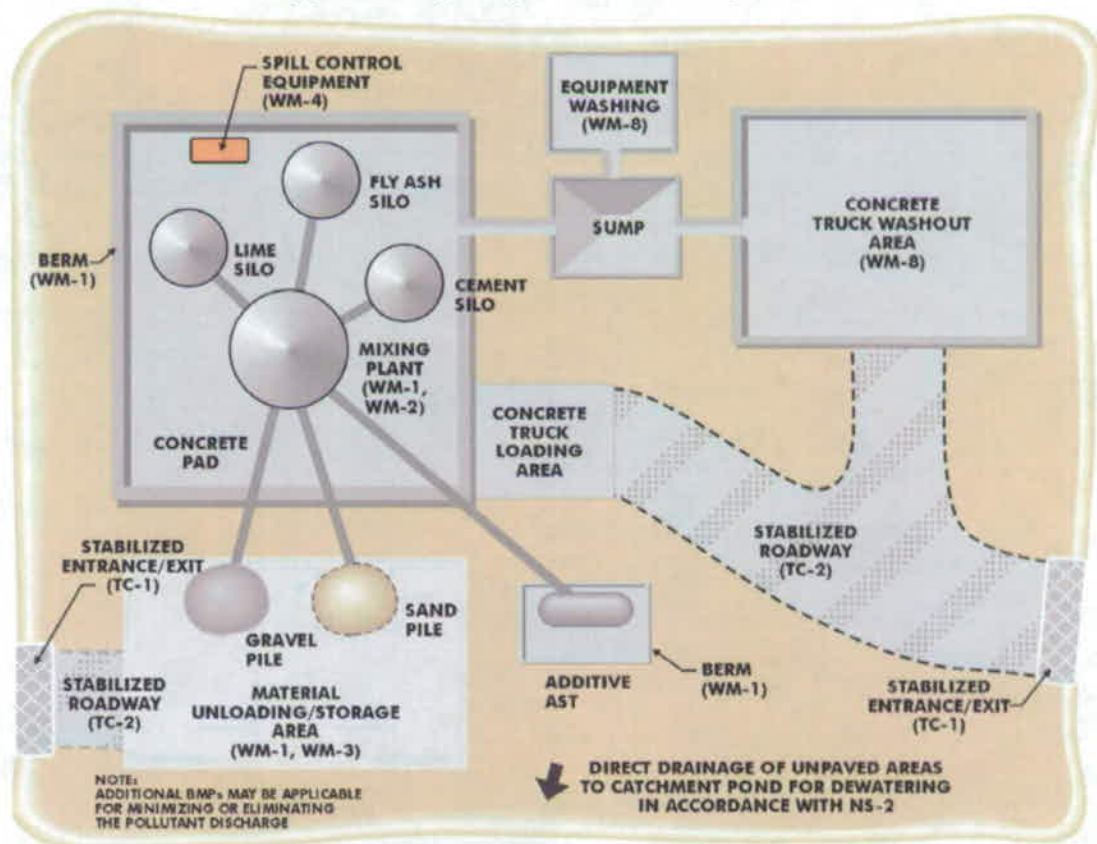 SPILL CONTROL
EQUIPMENT
(WM-4)
EQUIPMENT
WASHING
(WM-8)
FLY ASH
SILO
SUMP
CONCRETE
TRUCK WASHOUT
AREA
(WM-8)
BERM
(WM-1)
LIME
SILO
CEMENT
SILO
MIXING
PLANT
(WM-1,
WM-2)
CONCRETE
PAD
CONCRETE
TRUCK
LOADING
AREA
STABILIZED
ROADWAY
(TC-2)
STABILIZED
ENTRANCE/EXIT
(TC-1)
GRAVEL
PILE
SAND
PILE
STABILIZED
ROADWAY
(TC-2)
MATERIAL
UNLOADING/STORAGE
AREA
(WM-1, WM-3)
ADDITIVE
AST
BERM
(WM-1)
STABILIZED
ENTRANCE/EXIT
(TC-1)
NOTE:
ADDITIONAL BMPs MAY BE APPLICABLE
FOR MINIMIZING OR ELIMINATING
THE POLLUTANT DISCHARGE
DIRECT DRAINAGE OF UNPAVED AREAS
TO CATCHMENT POND FOR DEWATERING
IN ACCORDANCE WITH NS-2